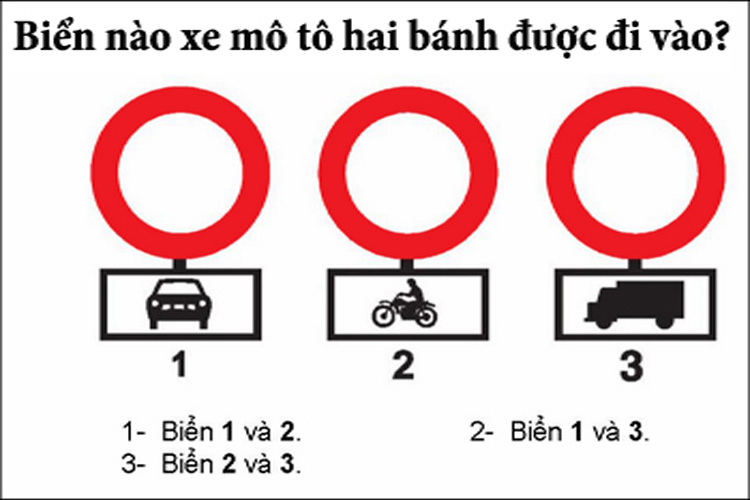 Biển nào xe mô tô hai bánh được đi vào?
1 2 3
1- Biển 1 và 2. 2- Biển 1 và 3.
3- Biển 2 và 3.